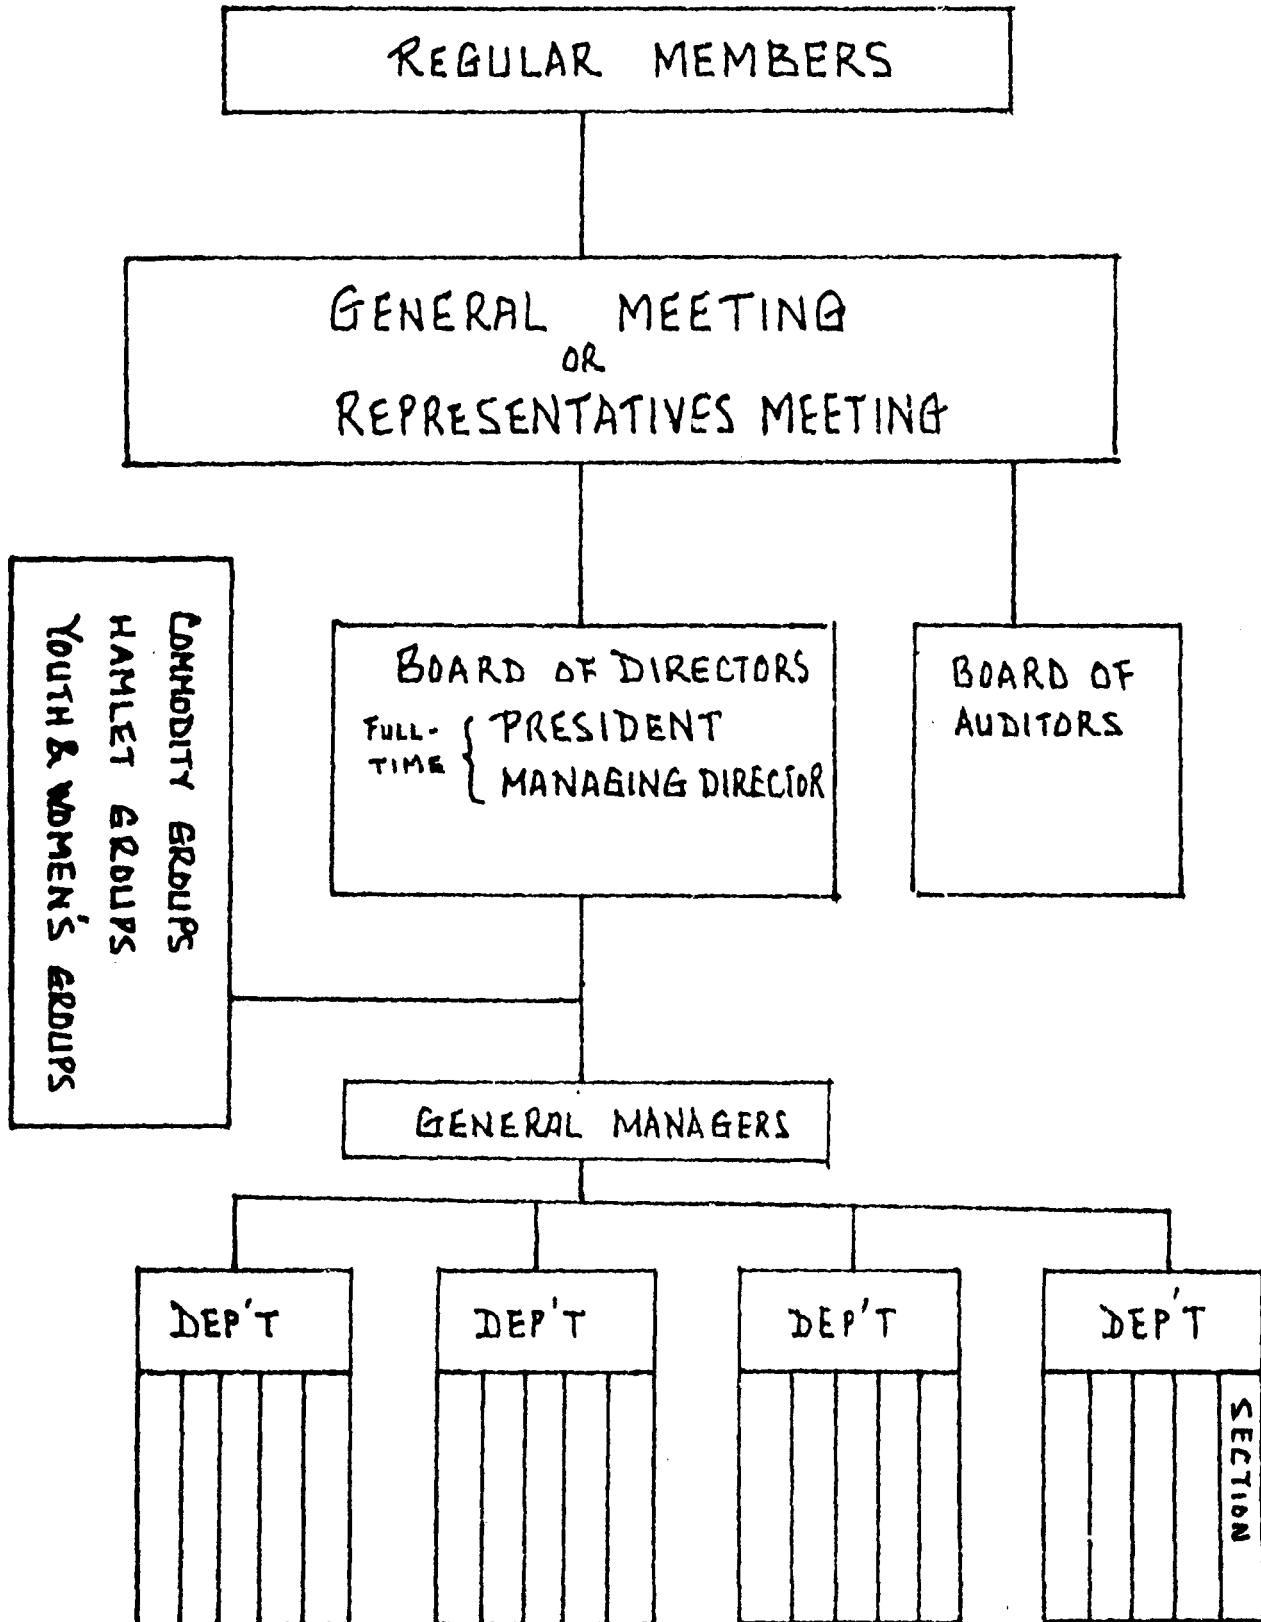 REGULAR MEMBERS
GENERAL MEETING
OR
REPRESENTATIVES MEETING
COMMODITY GROUPS
HAMLET GROUPS
YOUTH & WOMEN'S GROUPS
BOARD OF DIRECTORS
FULL-
TIME
PRESIDENT
MANAGING DIRECTOR
BOARD OF
AUDITORS
GENERAL MANAGERS
DEP'T
DEP'T
DEP'T
DEP'T
SECTION